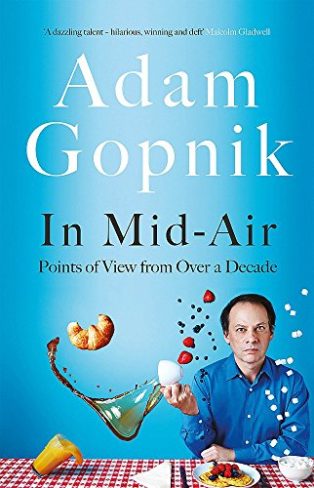 'A dazzling talent – hilarious, winning and deft' Malcolm Gladwell
Adam
Gopnik
In Mid-Air
Points of View from Over a Decade